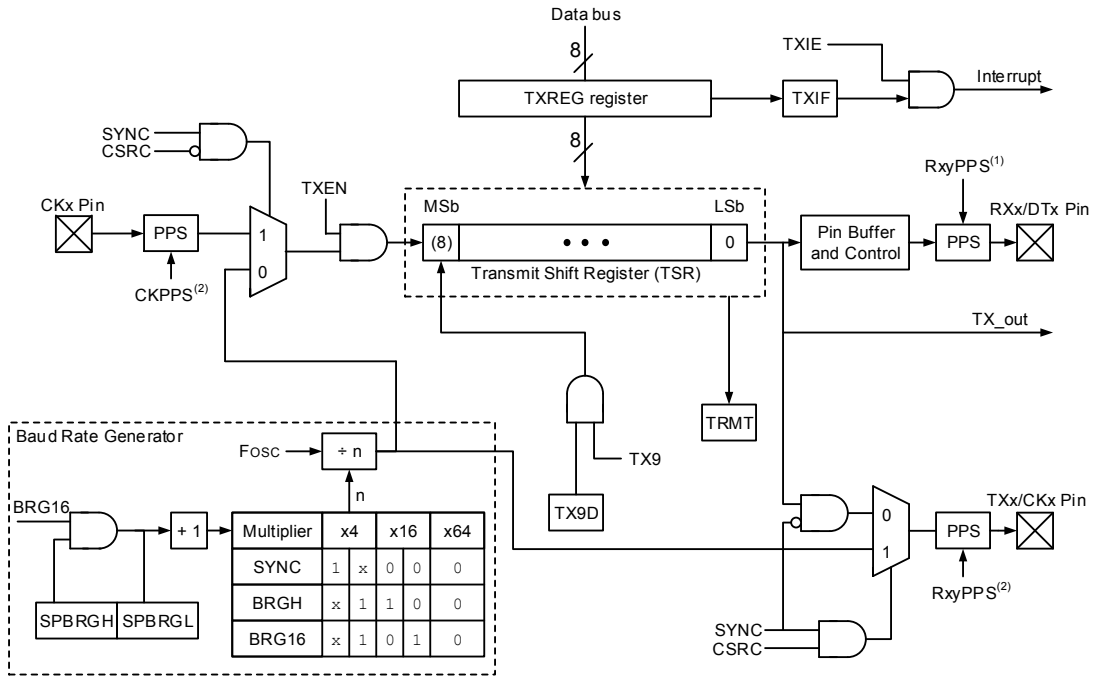 Data bus
8
TXIE
TXREG register
TXIF
Interrupt
SYNC
CSRC
8
RxyPPS(1)
TXEN
CKx Pin
MSb
LSb
RXx/DTx Pin
PPS
1
(8)
• • •
0
Pin Buffer
and Control
PPS
0
Transmit Shift Register (TSR)
CKPPS(2)
TX_out
TRMT
Baud Rate Generator
FOSC
÷ n
TX9
n
TX9D
BRG16
+ 1
Multiplier x4 x16 x64
SYNC 1 x 0 0 0
BRGH x 1 1 0 0
BRG16 x 1 0 1 0
SPBRGH SPBRGL
TXx/CKx Pin
0
PPS
1
RxyPPS(2)
SYNC
CSRC